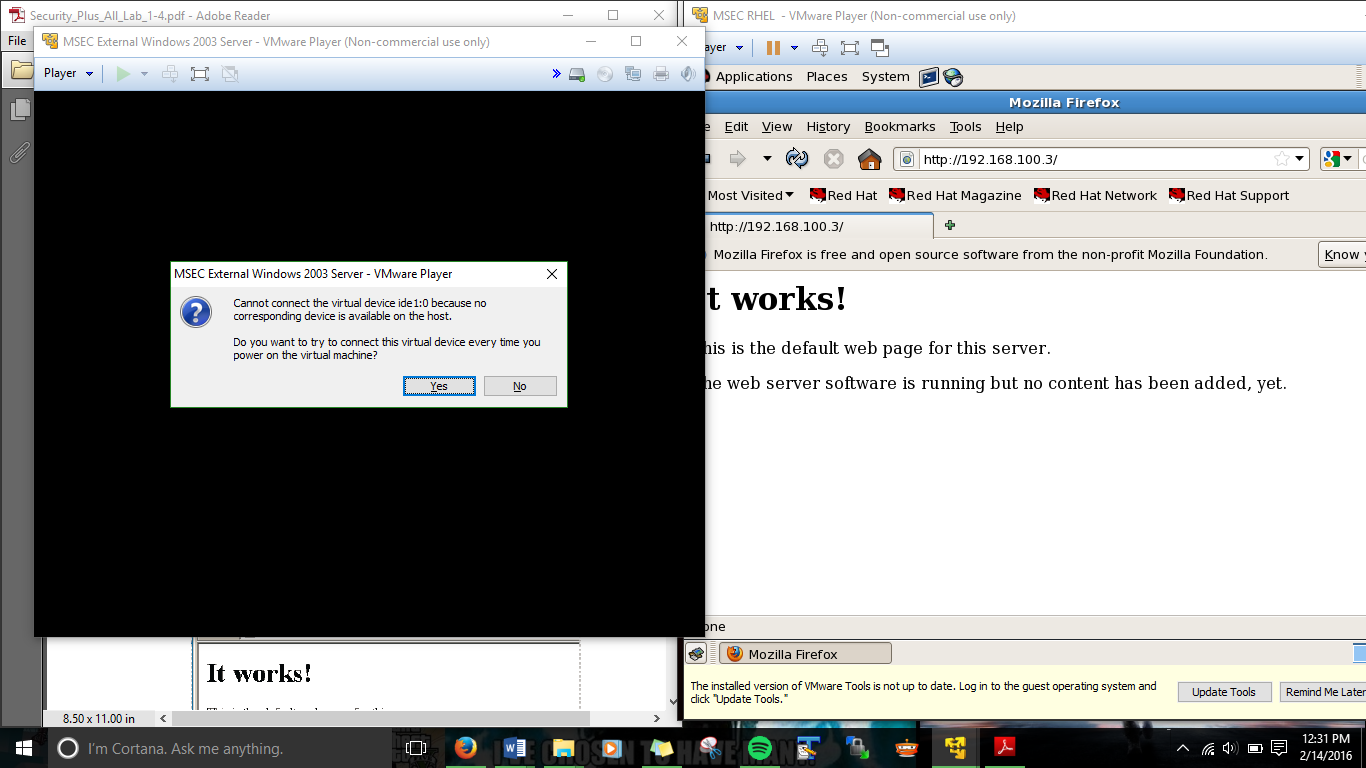 Security_Plus_All_Lab_1-4.pdf - Adobe Reader
File
MSEC External Windows 2003 Server - VMware Player (Non-commercial use only)
Player
MSEC External Windows 2003 Server - VMware Player
Cannot connect the virtual device ide1:0 because no
corresponding device is available on the host.
Do you want to try to connect this virtual device every time you
power on the virtual machine?
Yes
No
It works!
8.50 x 11.00 in
MSEC RHEL - VMware Player (Non-commercial use only)
ayer
Applications Places System
Mozilla Firefox
e Edit View History Bookmarks Tools Help
http://192.168.100.3/
Most Visited Red Hat Red Hat Magazine Red Hat Network Red Hat Support
http://192.168.100.3/
Mozilla Firefox is free and open source software from the non-profit Mozilla Foundation.
Know y
t works!
his is the default web page for this server.
he web server software is running but no content has been added, yet.
one
Mozilla Firefox
The installed version of VMware Tools is not up to date. Log in to the guest operating system and
click "Update Tools."
Update Tools
Remind Me Later
I'm Cortana. Ask me anything.
12:31 PM
2/14/2016